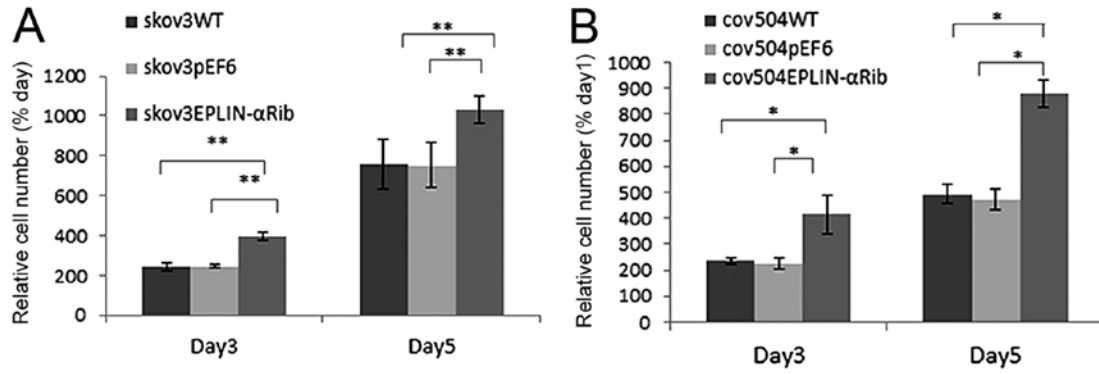 A
skov3WT
skov3pEF6
skov3EPLIN-αRib
Relative cell number (% day)
1200
1000
800
600
400
200
0
**
**
**
**
Day3
Day5
B
cov504WT
cov504pEF6
cov504EPLIN-αRib
Relative cell number (% day1)
1000
900
800
700
600
500
400
300
200
100
0
*
*
*
*
Day3
Day5